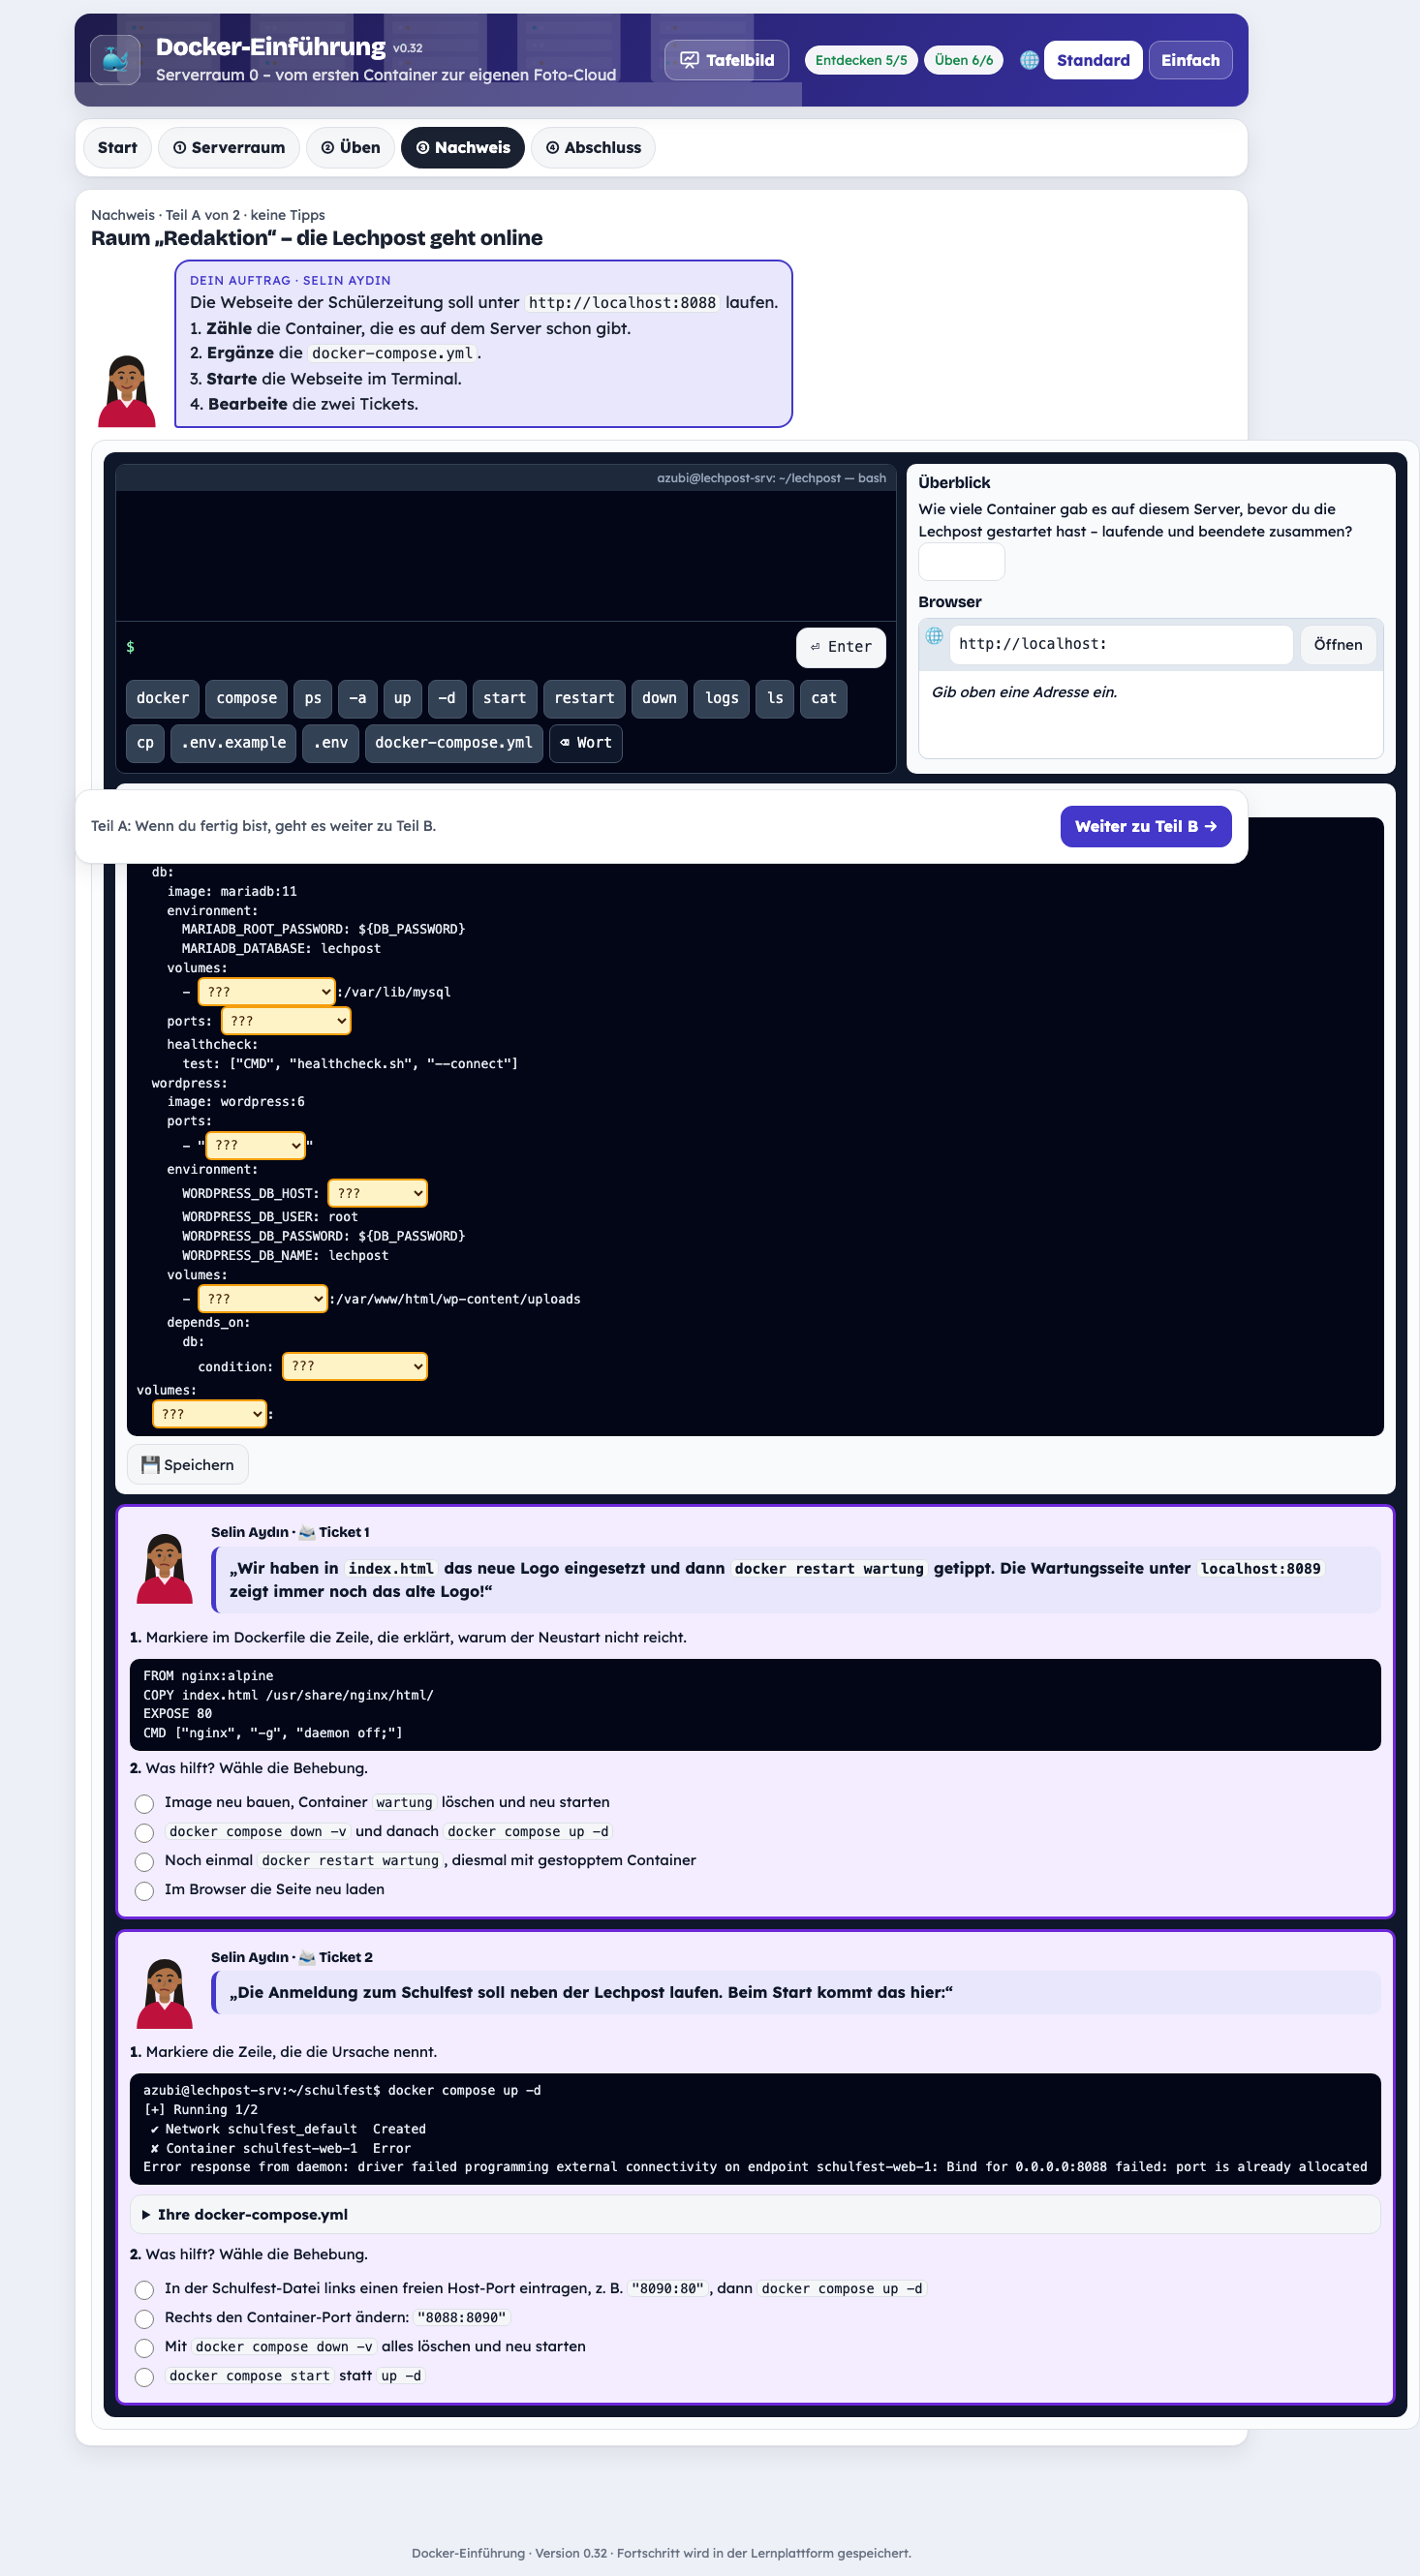 Docker-Einführung v0.32
Serverraum 0 – vom ersten Container zur eigenen Foto-Cloud
Tafelbild
Entdecken 5/5
Üben 6/6
Standard
Einfach
Start
① Serverraum
② Üben
③ Nachweis
④ Abschluss
Nachweis · Teil A von 2 · keine Tipps
Raum „Redaktion“ – die Lechpost geht online
DEIN AUFTRAG · SELIN AYDIN
Die Webseite der Schülerzeitung soll unter http://localhost:8088 laufen.
1. Zähle die Container, die es auf dem Server schon gibt.
2. Ergänze die docker-compose.yml.
3. Starte die Webseite im Terminal.
4. Bearbeite die zwei Tickets.
azubi@lechpost-srv: ~/lechpost — bash
$
⏎ Enter
docker compose ps -a up -d start restart down logs ls cat
cp .env.example .env docker-compose.yml ⌫ Wort
Überblick
Wie viele Container gab es auf diesem Server, bevor du die
Lechpost gestartet hast – laufende und beendete zusammen?
Browser
http://localhost:
Öffnen
Gib oben eine Adresse ein.
Teil A: Wenn du fertig bist, geht es weiter zu Teil B.
Weiter zu Teil B →
db:
image: mariadb:11
environment:
MARIADB_ROOT_PASSWORD: ${DB_PASSWORD}
MARIADB_DATABASE: lechpost
volumes:
- ???:/var/lib/mysql
ports: ???
healthcheck:
test: ["CMD", "healthcheck.sh", "--connect"]
wordpress:
image: wordpress:6
ports:
- "???"
environment:
WORDPRESS_DB_HOST: ???
WORDPRESS_DB_USER: root
WORDPRESS_DB_PASSWORD: ${DB_PASSWORD}
WORDPRESS_DB_NAME: lechpost
volumes:
- ???:/var/www/html/wp-content/uploads
depends_on:
db:
condition: ???
volumes:
???:
💾 Speichern
Selin Aydın · 📨 Ticket 1
„Wir haben in index.html das neue Logo eingesetzt und dann docker restart wartung getippt. Die Wartungsseite unter localhost:8089
zeigt immer noch das alte Logo!“
1. Markiere im Dockerfile die Zeile, die erklärt, warum der Neustart nicht reicht.
FROM nginx:alpine
COPY index.html /usr/share/nginx/html/
EXPOSE 80
CMD ["nginx", "-g", "daemon off;"]
2. Was hilft? Wähle die Behebung.
Image neu bauen, Container wartung löschen und neu starten
docker compose down -v und danach docker compose up -d
Noch einmal docker restart wartung, diesmal mit gestopptem Container
Im Browser die Seite neu laden
Selin Aydın · 📨 Ticket 2
„Die Anmeldung zum Schulfest soll neben der Lechpost laufen. Beim Start kommt das hier:“
1. Markiere die Zeile, die die Ursache nennt.
azubi@lechpost-srv:~/schulfest$ docker compose up -d
[+] Running 1/2
✔ Network schulfest_default Created
✘ Container schulfest-web-1 Error
Error response from daemon: driver failed programming external connectivity on endpoint schulfest-web-1: Bind for 0.0.0.0:8088 failed: port is already allocated
▶ Ihre docker-compose.yml
2. Was hilft? Wähle die Behebung.
In der Schulfest-Datei links einen freien Host-Port eintragen, z. B. "8090:80", dann docker compose up -d
Rechts den Container-Port ändern: "8088:8090"
Mit docker compose down -v alles löschen und neu starten
docker compose start statt up -d
Docker-Einführung · Version 0.32 · Fortschritt wird in der Lernplattform gespeichert.